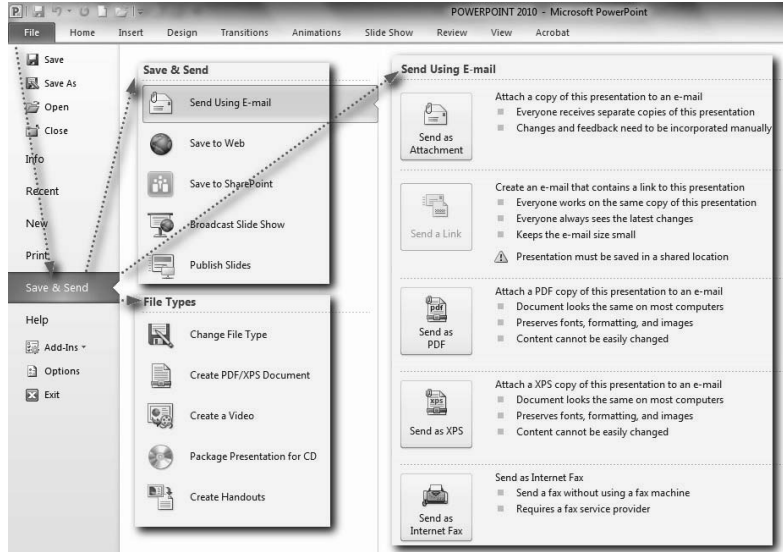 POWERPOINT 2010 - Microsoft PowerPoint
File Home Insert Design Transitions Animations Slide Show Review View Acrobat
Save
Save As
Open
Close
Info
Recent
New
Print
Save & Send
Help
Add-Ins
Options
Exit
Save & Send
Send Using E-mail
Save to Web
Save to SharePoint
Broadcast Slide Show
Publish Slides
File Types
Change File Type
Create PDF/XPS Document
Create a Video
Package Presentation for CD
Create Handouts
Send Using E-mail
Send as
Attachment
Attach a copy of this presentation to an e-mail
Everyone receives separate copies of this presentation
Changes and feedback need to be incorporated manually
Send a Link
Create an e-mail that contains a link to this presentation
Everyone works on the same copy of this presentation
Everyone always sees the latest changes
Keeps the e-mail size small
Presentation must be saved in a shared location
pdf
Send as
PDF
Attach a PDF copy of this presentation to an e-mail
Document looks the same on most computers
Preserves fonts, formatting, and images
Content cannot be easily changed
xps
Send as XPS
Attach a XPS copy of this presentation to an e-mail
Document looks the same on most computers
Preserves fonts, formatting, and images
Content cannot be easily changed
Send as
Internet Fax
Send as Internet Fax
Send a fax without using a fax machine
Requires a fax service provider